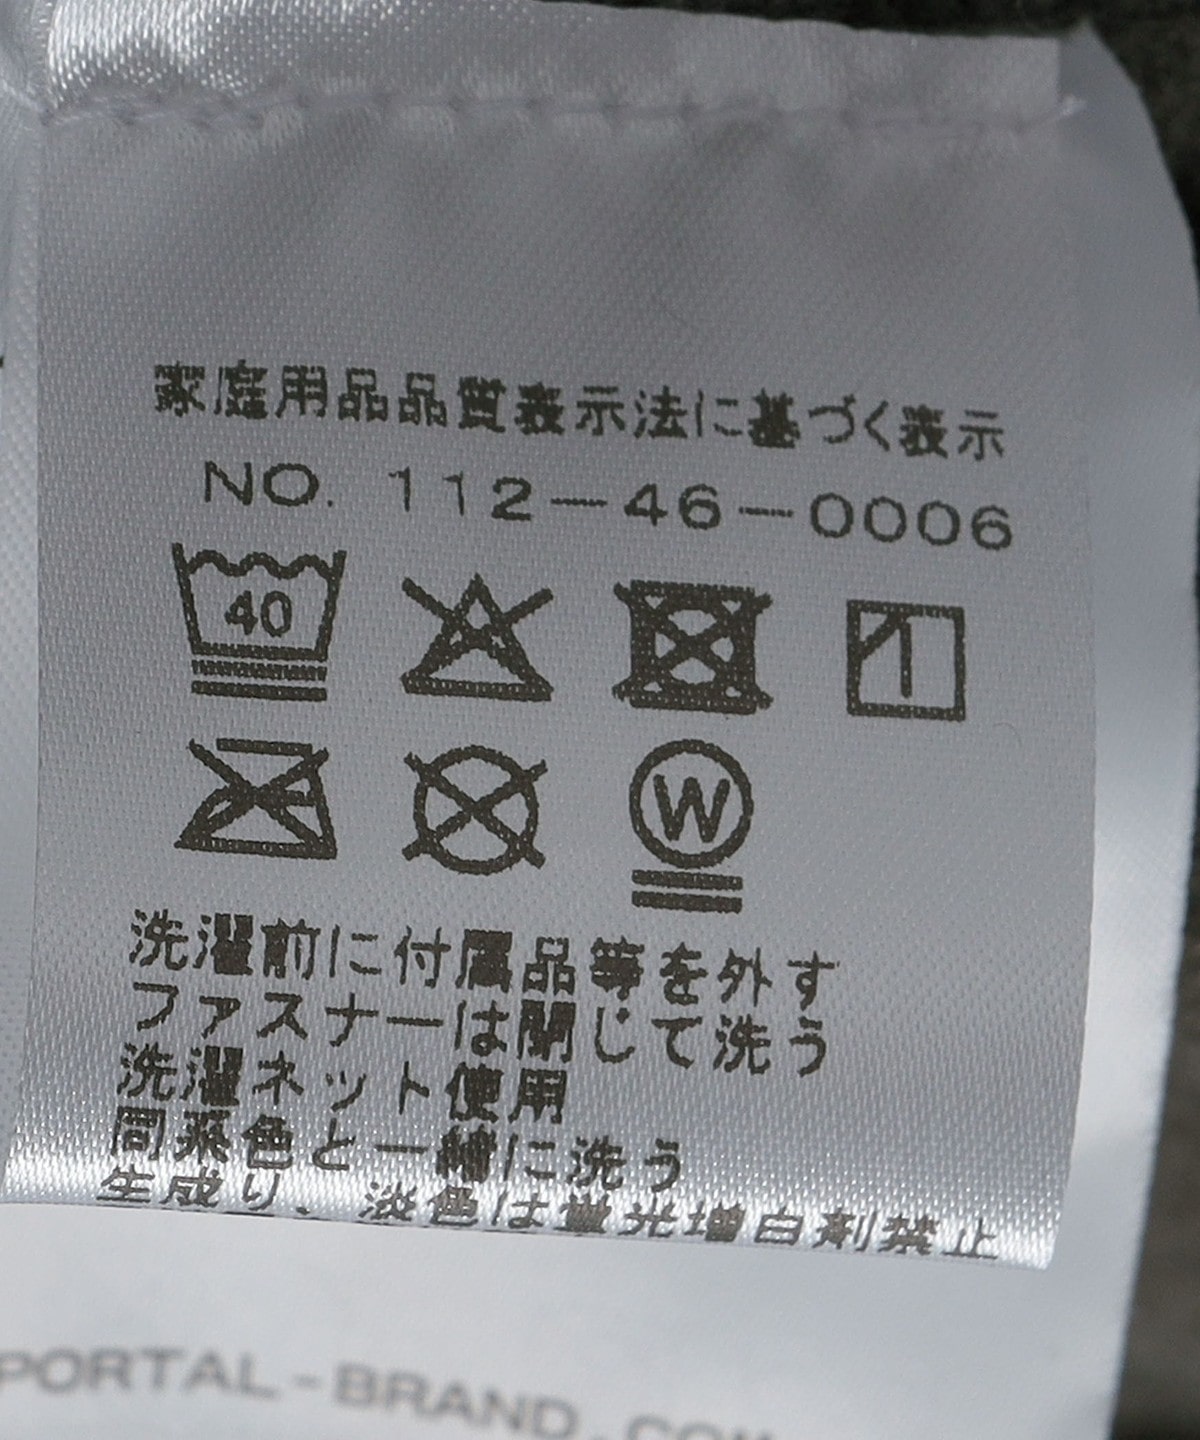 家庭用品品質表示法に基づく表示
NO. 112-46-0006
40
W
洗濯前に付属品等を外す
ファスナーは閉じて洗う
洗濯ネット使用
同系色と一緒に洗う
生成り、淡色は蛍光増白剤禁止
PORTAL-BRAND.COM